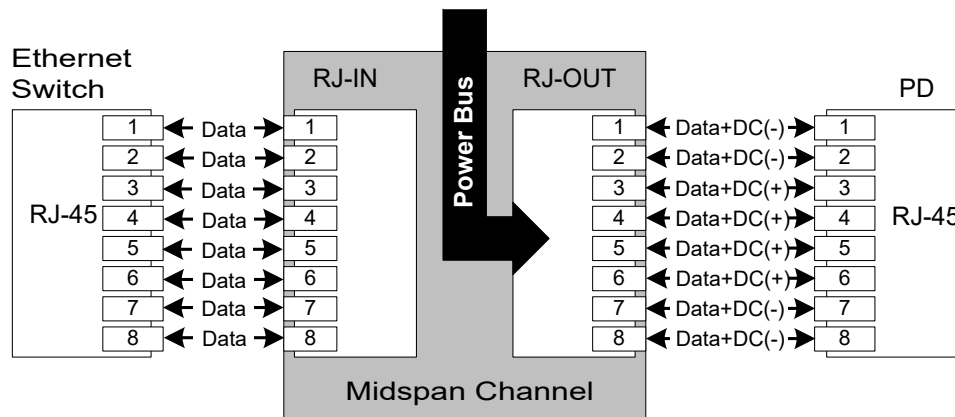 Ethernet
Switch
RJ-IN
Power Bus
RJ-OUT
PD
1 Data 1 1 Data+DC(-) 1
2 Data 2 2 Data+DC(-) 2
3 Data 3 3 Data+DC(+) 3
RJ-45 4 Data 4 4 Data+DC(+) 4 RJ-45
5 Data 5 5 Data+DC(+) 5
6 Data 6 6 Data+DC(+) 6
7 Data 7 7 Data+DC(-) 7
8 Data 8 8 Data+DC(-) 8
Midspan Channel